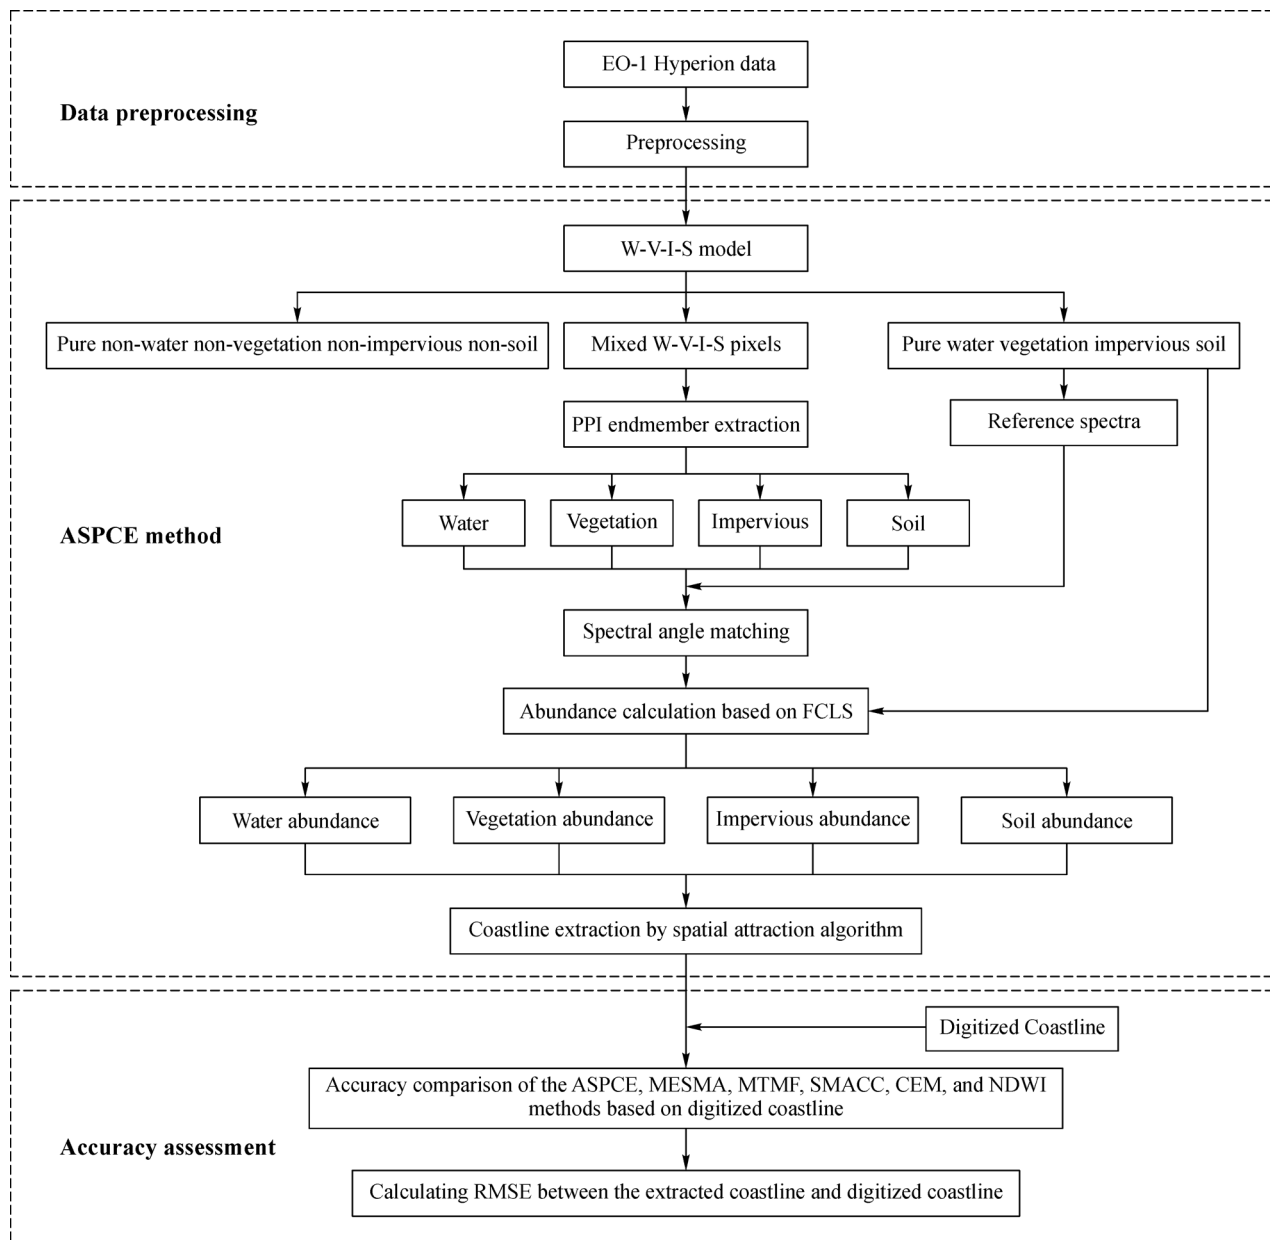 EO-1 Hyperion data
Data preprocessing
Preprocessing
W-V-I-S model
Pure non-water non-vegetation non-impervious non-soil
Mixed W-V-I-S pixels
Pure water vegetation impervious soil
PPI endmember extraction
Reference spectra
Water
Vegetation
Impervious
Soil
ASPCE method
Spectral angle matching
Abundance calculation based on FCLS
Water abundance
Vegetation abundance
Impervious abundance
Soil abundance
Coastline extraction by spatial attraction algorithm
Digitized Coastline
Accuracy comparison of the ASPCE, MESMA, MTMF, SMACC, CEM, and NDWI
methods based on digitized coastline
Accuracy assessment
Calculating RMSE between the extracted coastline and digitized coastline